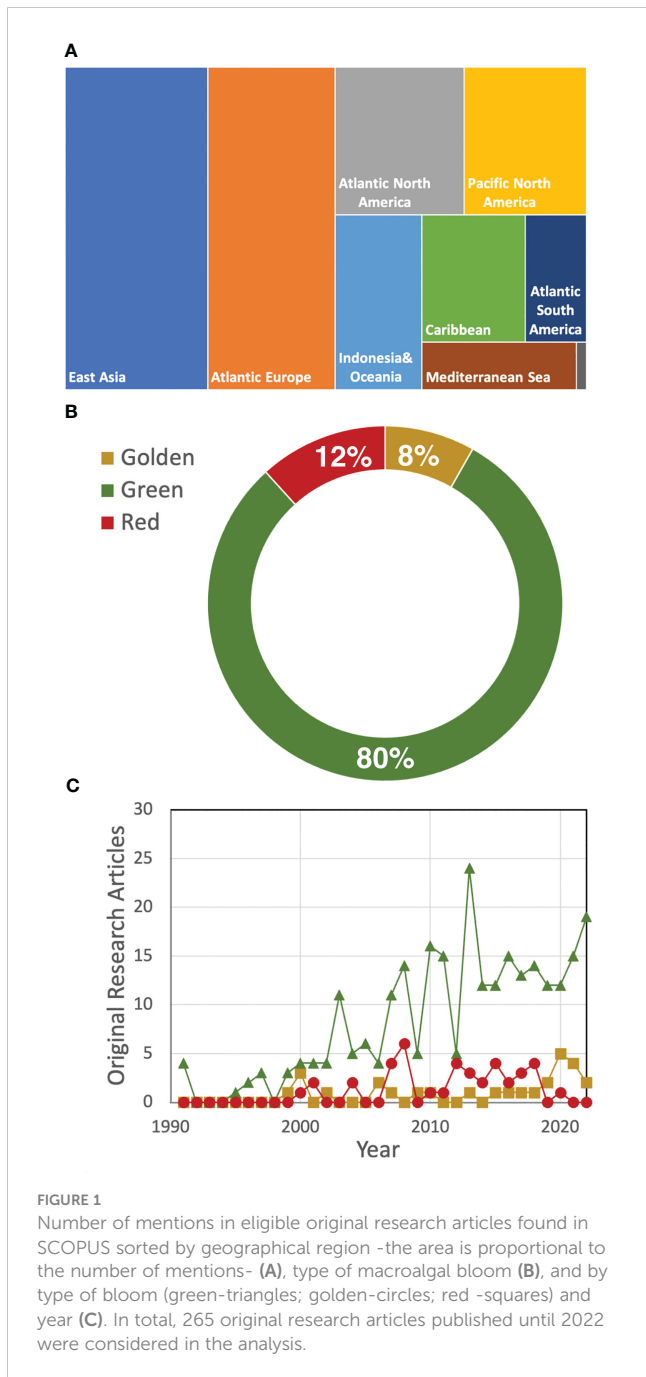 A
Atlantic North
America
Pacific North
America
East Asia
Atlantic Europe
Indonesia&
Oceania
Caribbean
Atlantic
South
America
Mediterranean Sea
B
Golden
Green
Red
12%
8%
80%
C
Original Research Articles
30
25
20
15
10
5
0
1990
2000
2010
2020
Year
FIGURE 1
Number of mentions in eligible original research articles found in
SCOPUS sorted by geographical region -the area is proportional to
the number of mentions- (A), type of macroalgal bloom (B), and by
type of bloom (green-triangles; golden-circles; red -squares) and
year (C). In total, 265 original research articles published until 2022
were considered in the analysis.